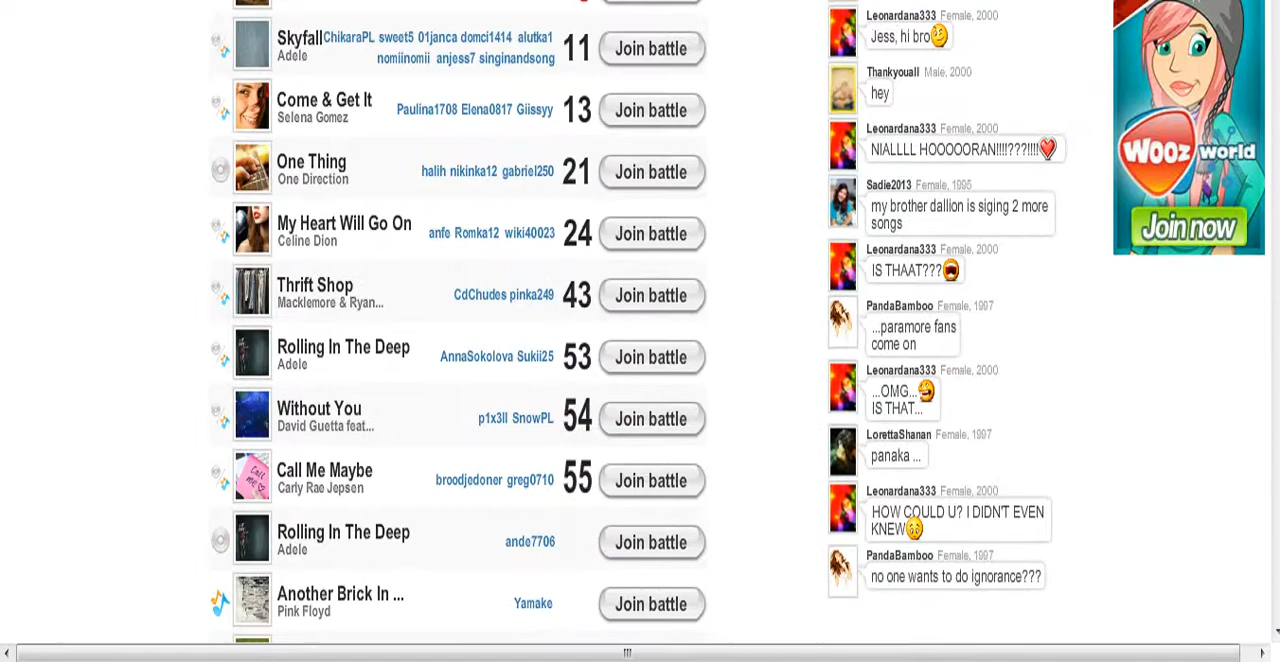 Skyfall
Adele
ChikaraPL sweet5 01janca domci1414 alutka1
nomiinomii anjess7 singinandsong
11
Join battle
Come & Get It
Selena Gomez
Paulina1708 Elena0817 Giissyy
13
Join battle
One Thing
One Direction
halih nikinka12 gabriel250
21
Join battle
My Heart Will Go On
Celine Dion
anfe Romka12 wiki40023
24
Join battle
Thrift Shop
Macklemore & Ryan...
CdChudes pinka249
43
Join battle
Rolling In The Deep
Adele
AnnaSokolova Sukii25
53
Join battle
Without You
David Guetta feat...
p1x3ll SnowPL
54
Join battle
Call me
Call Me Maybe
Carly Rae Jepsen
broodjedoner greg0710
55
Join battle
Rolling In The Deep
Adele
ande7706
Join battle
Another Brick In ...
Pink Floyd
Yamake
Join battle
Leonardana333 Female, 2000
Jess, hi bro
Thankyouall Male, 2000
hey
Leonardana333 Female, 2000
NIALLLL HOOOOORAN!!!!???!!!!
Sadie2013 Female, 1995
my brother dallion is siging 2 more
songs
Leonardana333 Female, 2000
IS THAAT???
PandaBamboo Female, 1997
...paramore fans
come on
Leonardana333 Female, 2000
...OMG...
IS THAT...
LorettaShanan Female, 1997
panaka ...
Leonardana333 Female, 2000
HOW COULD U? I DIDN'T EVEN
KNEW
PandaBamboo Female, 1997
no one wants to do ignorance???
WOOZ world
Join now